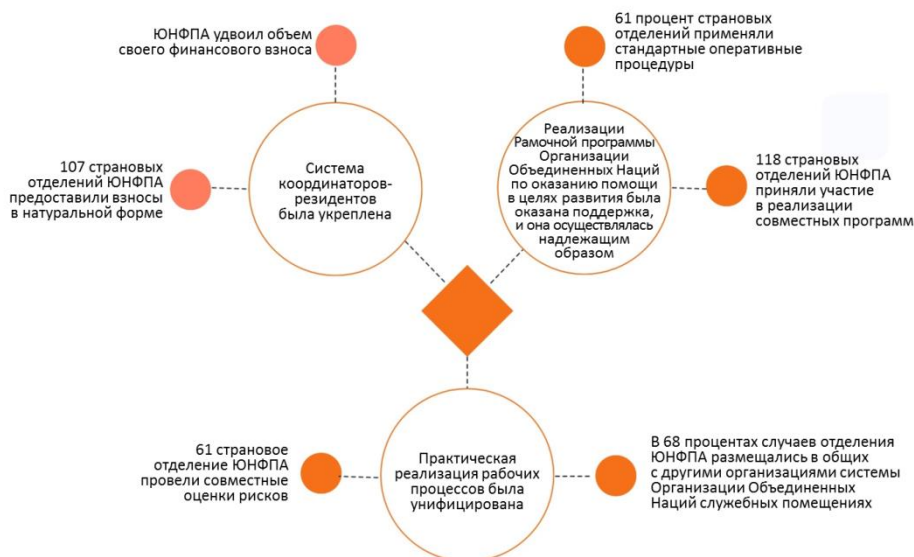 ЮНФПА удвоил объем
своего финансового взноса
61 процент страновых
отделений применяли
стандартные оперативные
процедуры
107 страновых
отделений ЮНФПА
предоставили взносы
в натуральной форме
Система
координаторов-
резидентов
была укреплена
Реализации
Рамочной программы
Организации
Объединенных Наций
по оказанию помощи
в целях развития была
оказана поддержка,
и она осуществлялась
надлежащим
образом
118 страновых
отделений ЮНФПА
приняли участие
в реализации
совместных программ
61 страновое
отделение ЮНФПА
провели совместные
оценки рисков
Практическая
реализация рабочих
процессов была
унифицирована
В 68 процентах случаев отделения
ЮНФПА размещались в общих
с другими организациями системы
Организации Объединенных
Наций служебных помещениях